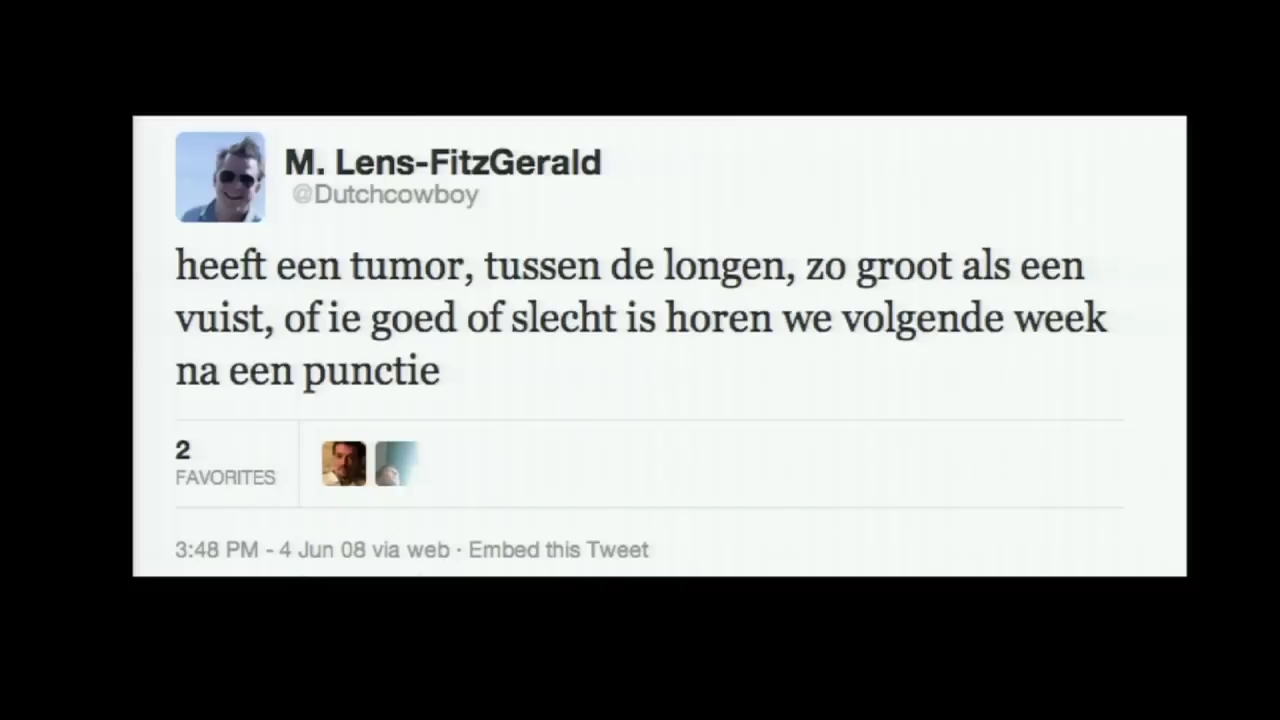 M. Lens-FitzGerald
@Dutchcowboy
heeft een tumor, tussen de longen, zo groot als een
vuist, of ie goed of slecht is horen we volgende week
na een punctie
2
FAVORITES
3:48 PM - 4 Jun 08 via web · Embed this Tweet